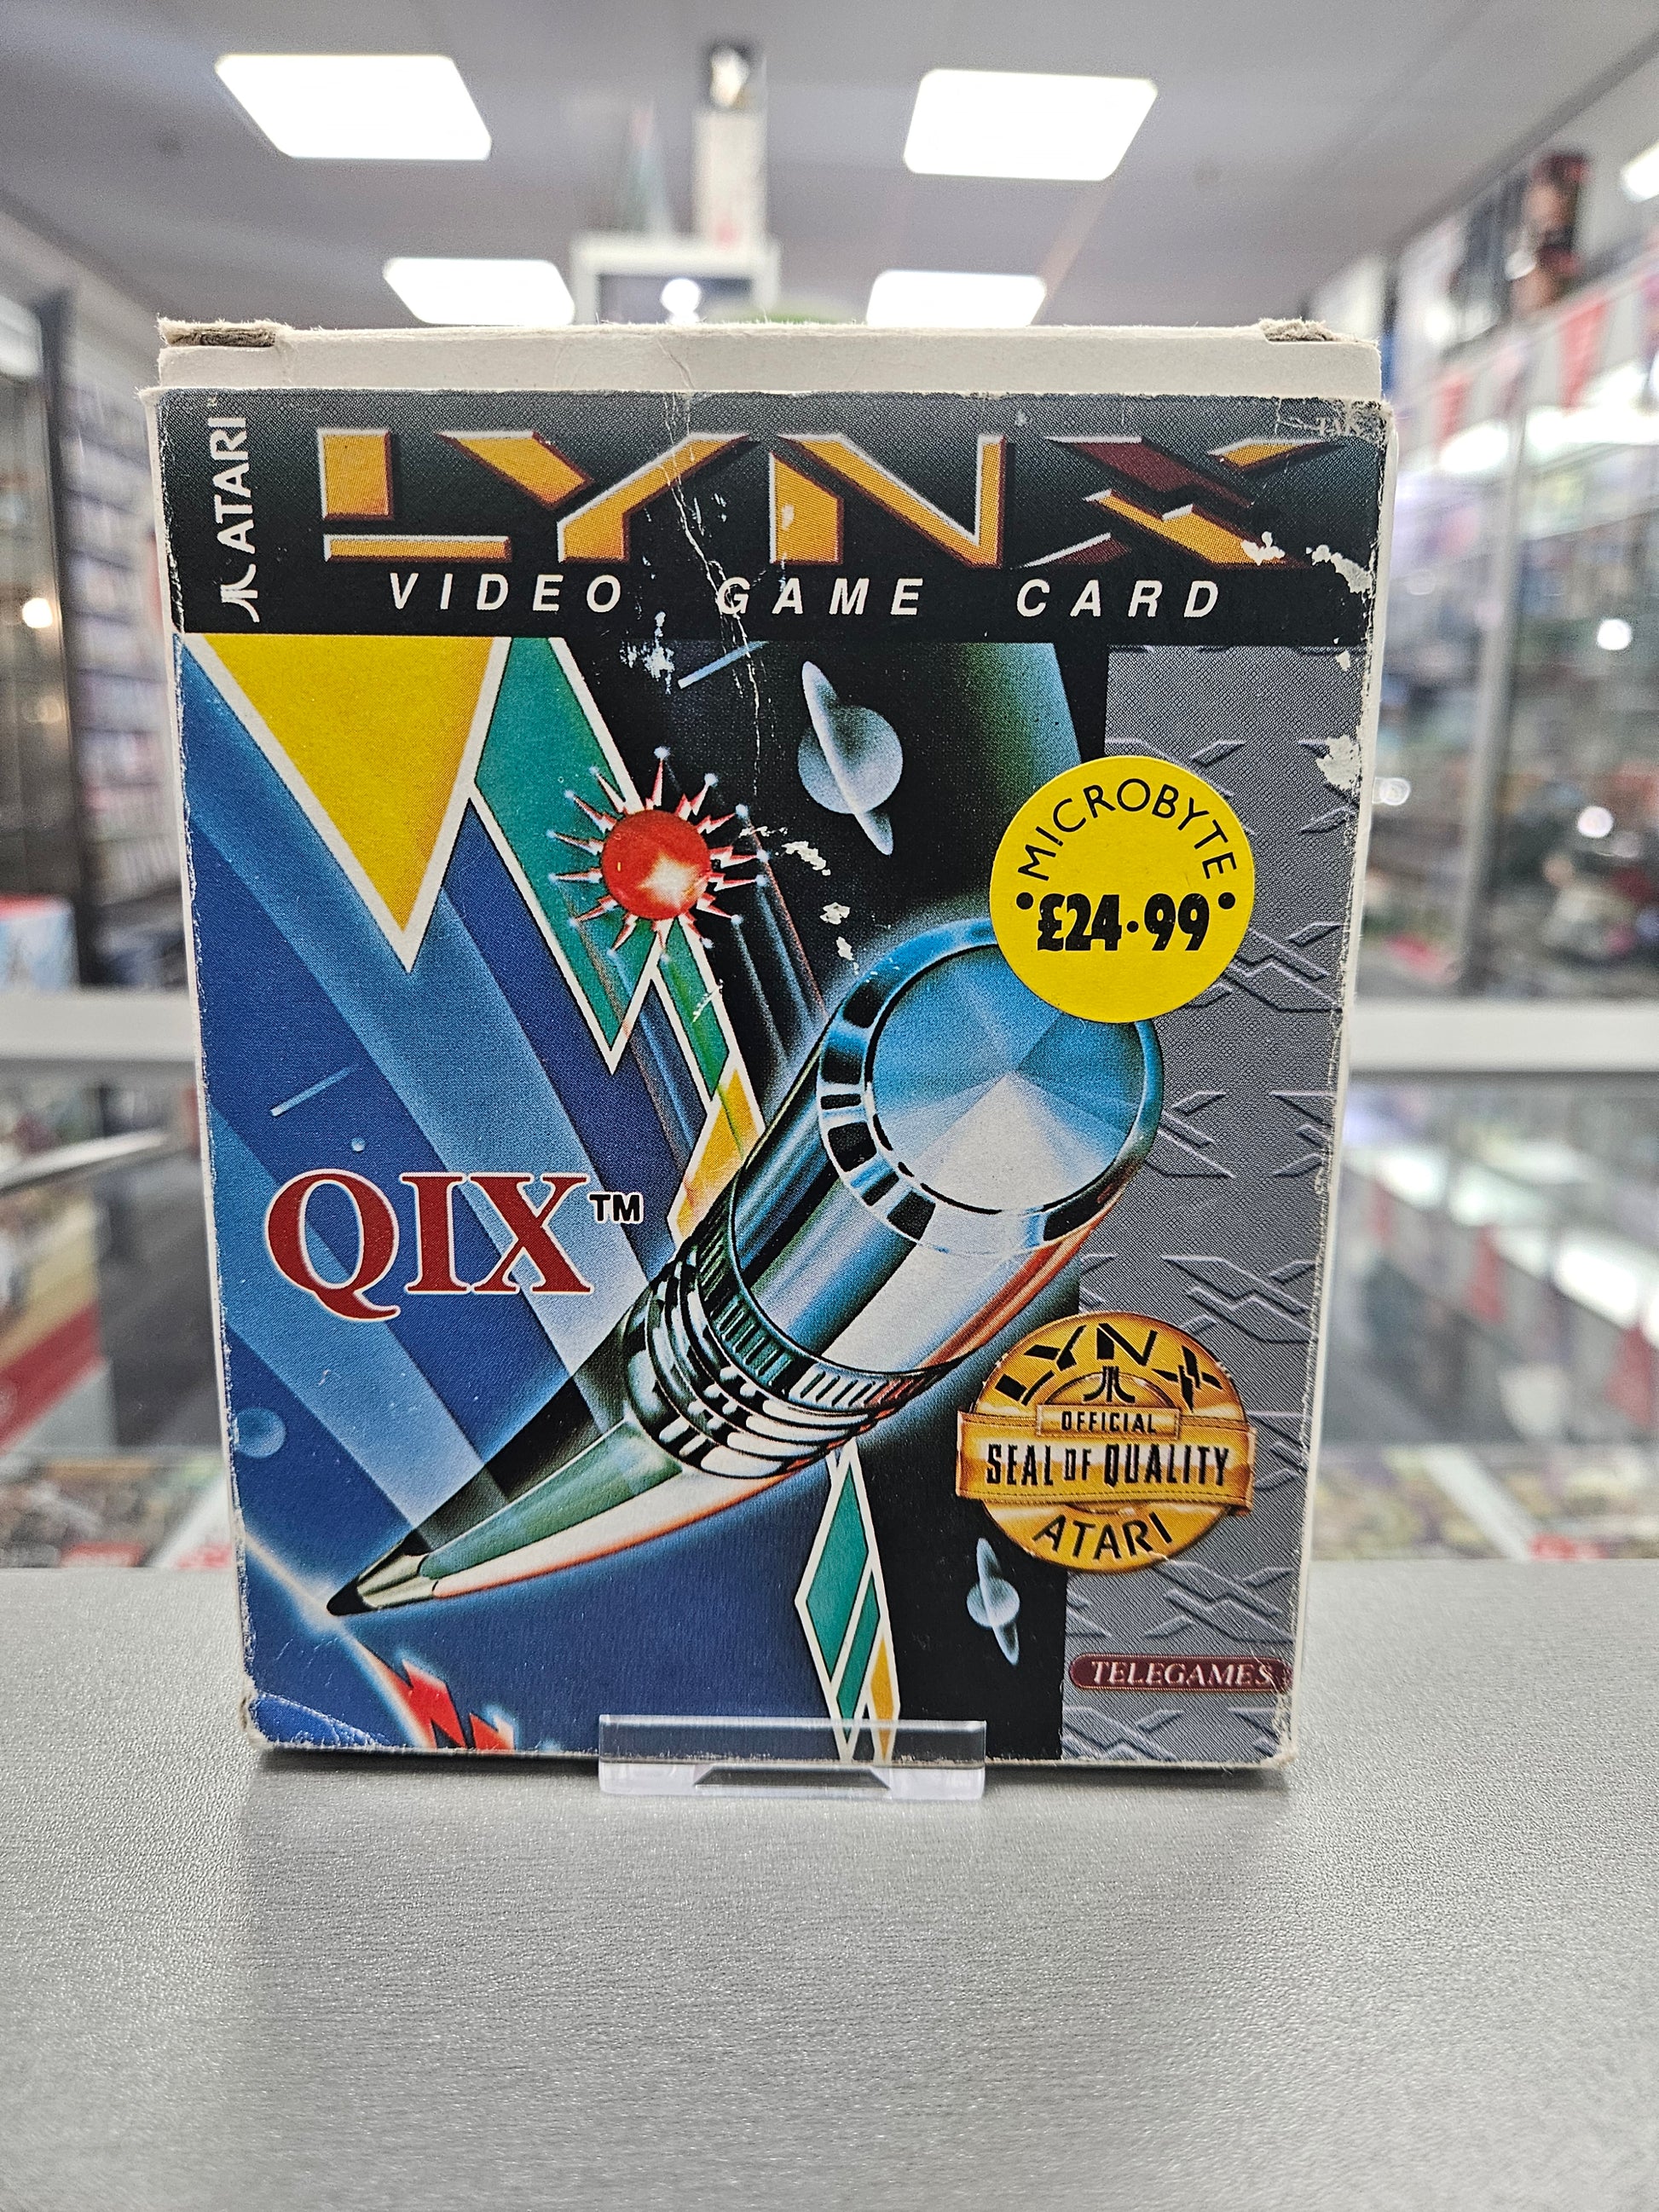 ATARI
LYNX
VIDEO GAME CARD
MICROBYTE
£24.99
QIX™
LYNX
OFFICIAL
SEAL OF QUALITY
ATARI
TELEGAMES